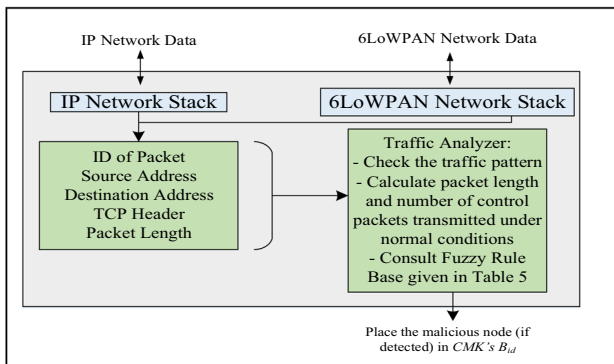 IP Network Data
6LoWPAN Network Data
IP Network Stack
6LoWPAN Network Stack
ID of Packet
Source Address
Destination Address
TCP Header
Packet Length
Traffic Analyzer:
- Check the traffic pattern
- Calculate packet length
and number of control
packets transmitted under
normal conditions
- Consult Fuzzy Rule
Base given in Table 5
Place the malicious node (if
detected) in CMK's Bid